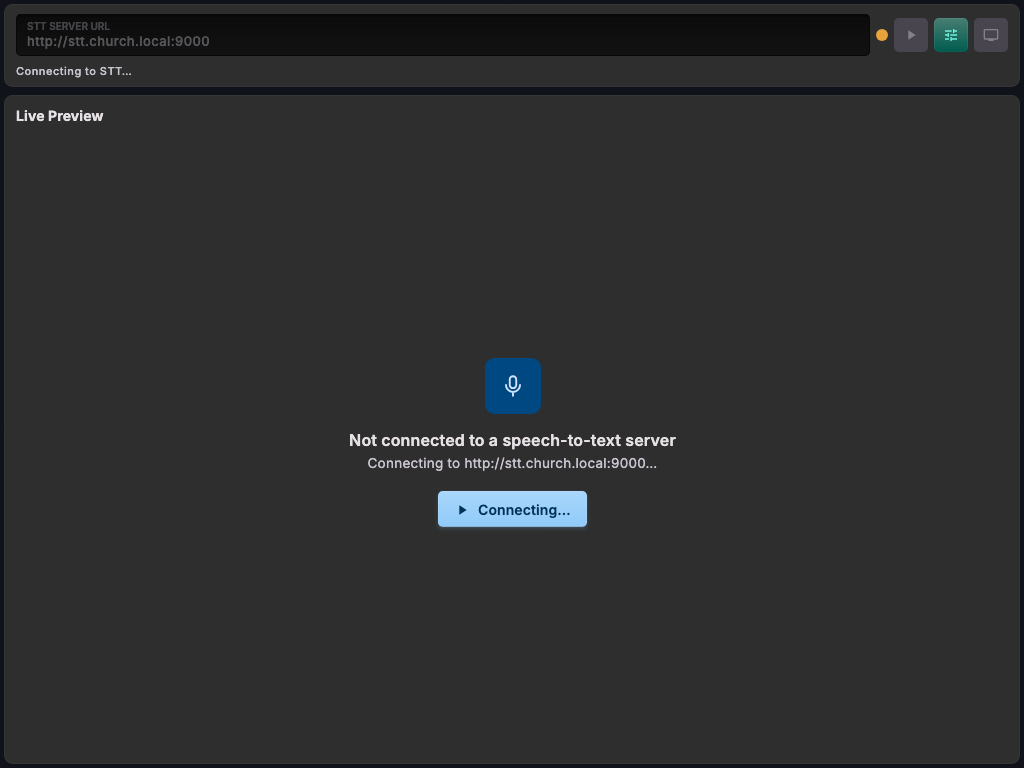 STT SERVER URL
http://stt.church.local:9000
Connecting to STT...
Live Preview
Not connected to a speech-to-text server
Connecting to http://stt.church.local:9000...
Connecting...